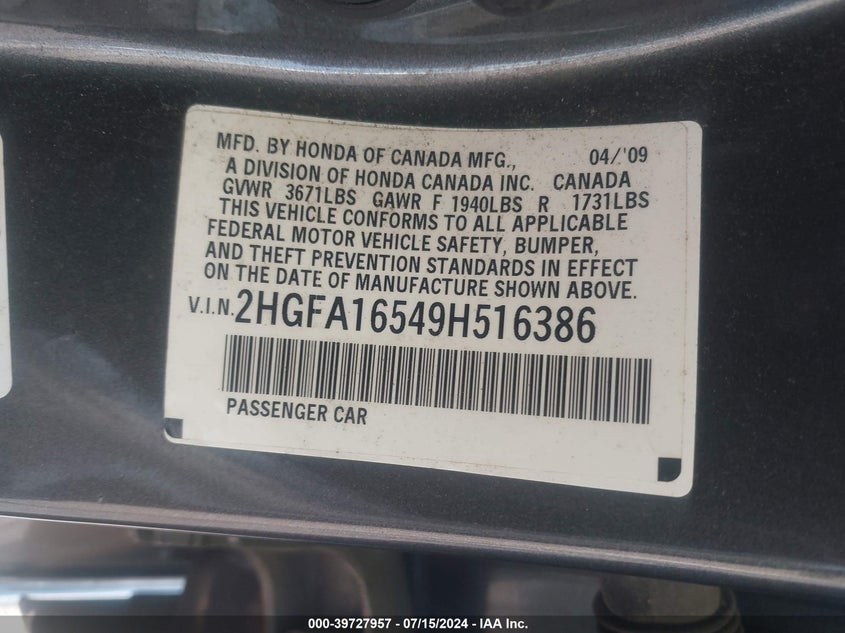 MFD. BY HONDA OF CANADA MFG., 04/'09
A DIVISION OF HONDA CANADA INC. CANADA
GVWR 3671LBS GAWR F 1940LBS R 1731LBS
THIS VEHICLE CONFORMS TO ALL APPLICABLE
FEDERAL MOTOR VEHICLE SAFETY, BUMPER,
AND THEFT PREVENTION STANDARDS IN EFFECT
ON THE DATE OF MANUFACTURE SHOWN ABOVE.
V.I.N. 2HGFA16549H516386
PASSENGER CAR
000-39727957 / 07/15/2024 - IAA Inc.